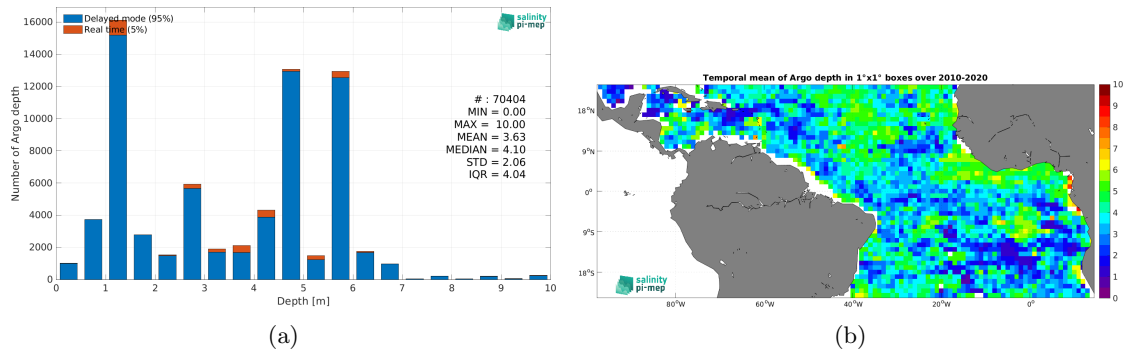 Delayed mode (95%)
Real time (5%)
salinity
pi-mep
16000
14000
12000
10000
8000
6000
4000
2000
0
Number of Argo depth
# : 70404
MIN = 0.00
MAX = 10.00
MEAN = 3.63
MEDIAN = 4.10
STD = 2.06
IQR = 4.04
0 1 2 3 4 5 6 7 8 9 10
Depth [m]
(a)
Temporal mean of Argo depth in 1°x1° boxes over 2010-2020
18°N
9°N
0°
9°S
18°S
80°W 60°W 40°W 20°W 0°
salinity
pi-mep
10
9
8
7
6
5
4
3
2
1
0
(b)